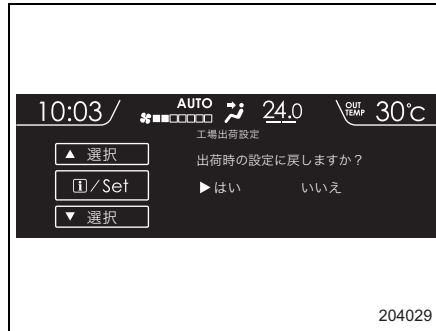 10:03 AUTO 24.0 OUT TEMP 30℃
工場出荷設定
▲ 選択
出荷時の設定に戻しますか？
i/Set
▶はい いいえ
▼ 選択
204029